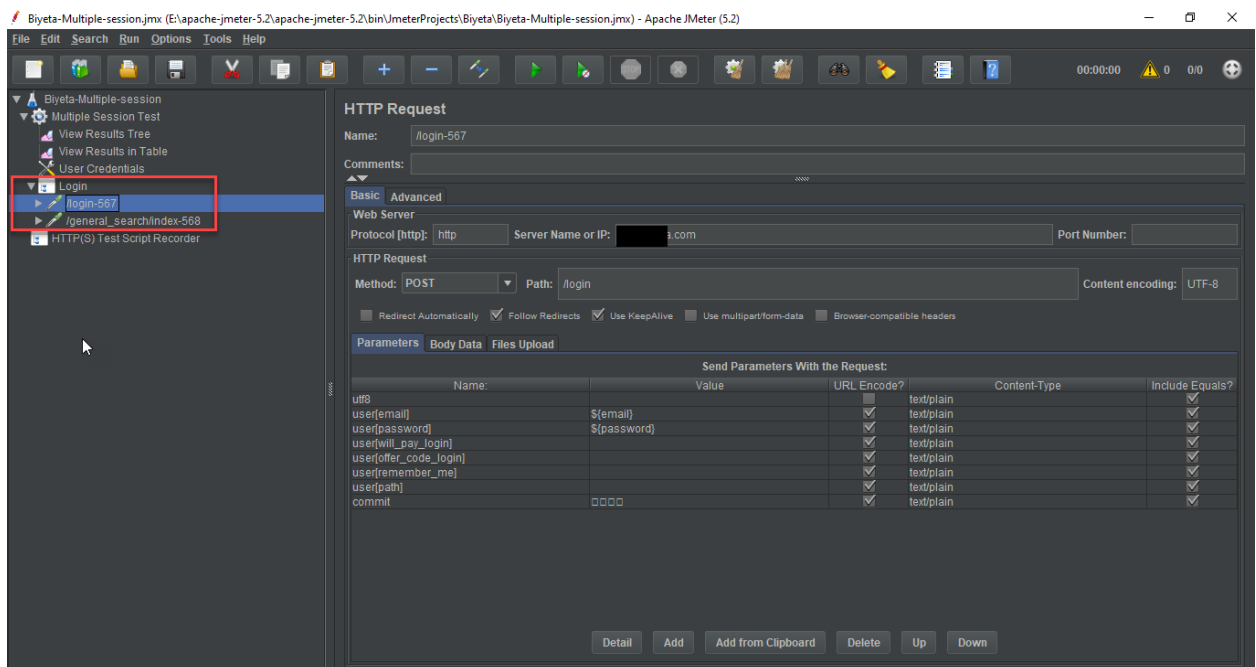 Biyeta-Multiple-session.jmx (E:\apache-jmeter-5.2\apache-jmeter-5.2\bin\JmeterProjects\Biyeta\Biyeta-Multiple-session.jmx) - Apache JMeter (5.2)
File Edit Search Run Options Tools Help
00:00:00 0 0/0
Biyeta-Multiple-session
Multiple Session Test
View Results Tree
View Results in Table
User Credentials
Login
/login-567
/general_search/index-568
HTTP(S) Test Script Recorder
HTTP Request
Name: /login-567
Comments:
Basic Advanced
Web Server
Protocol [http]: http Server Name or IP: a.com Port Number:
HTTP Request
Method: POST Path: /login Content encoding: UTF-8
Redirect Automatically Follow Redirects Use KeepAlive Use multipart/form-data Browser-compatible headers
Parameters Body Data Files Upload
Send Parameters With the Request:
Name: Value URL Encode? Content-Type Include Equals?
utf8 text/plain
user[email] ${email} text/plain
user[password] ${password} text/plain
user[will_pay_login] text/plain
user[offer_code_login] text/plain
user[remember_me] text/plain
user[path] text/plain
commit □□□□ text/plain
Detail Add Add from Clipboard Delete Up Down